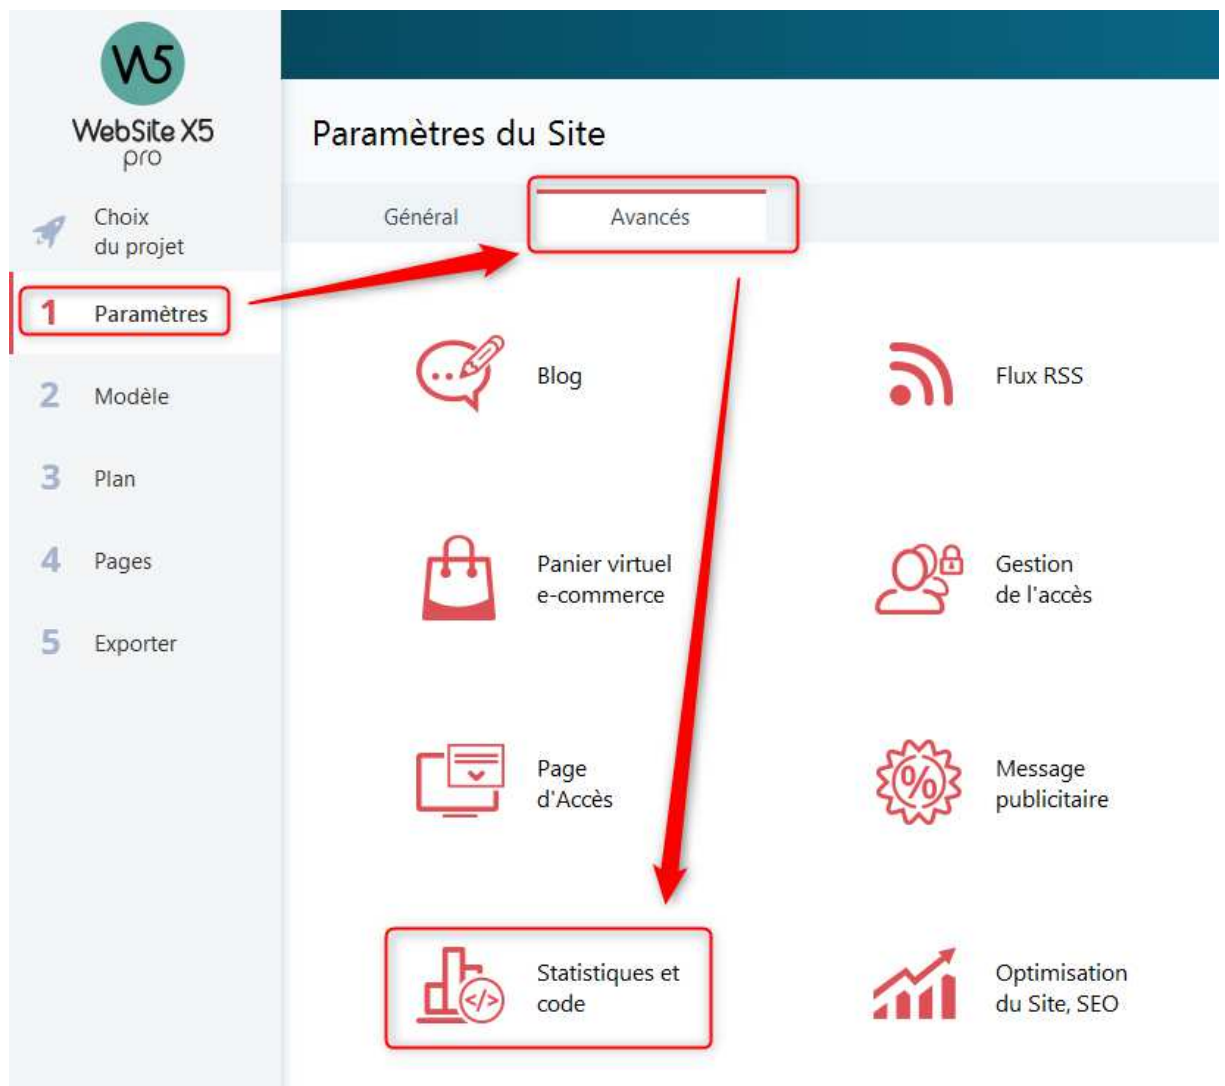 W5
WebSite X5
pro
Choix
du projet
1 Paramètres
2 Modèle
3 Plan
4 Pages
5 Exporter
Paramètres du Site
Général
Avancés
Blog
Flux RSS
Panier virtuel
e-commerce
Gestion
de l'accès
Page
d'Accès
%
Message
publicitaire
</>
Statistiques et
code
Optimisation
du Site, SEO